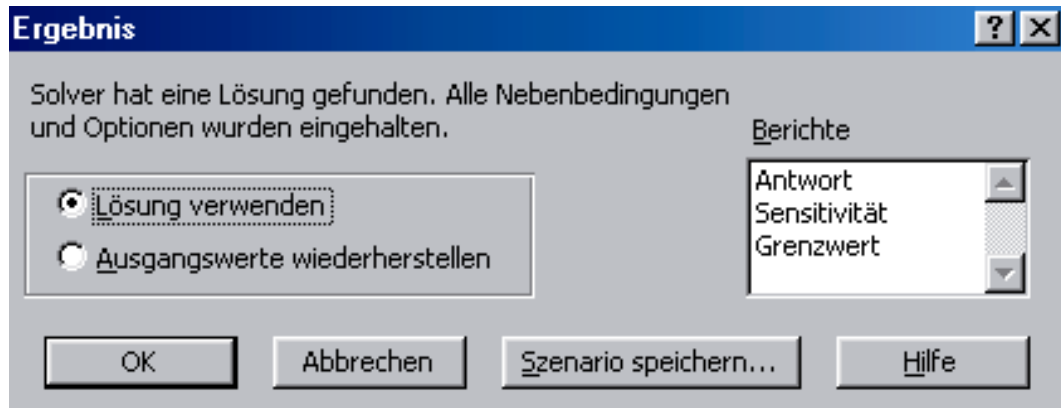 Ergebnis
Solver hat eine Lösung gefunden. Alle Nebenbedingungen
und Optionen wurden eingehalten.
Berichte
Lösung verwenden
Ausgangswerte wiederherstellen
Antwort
Sensitivität
Grenzwert
OK
Abbrechen
Szenario speichern...
Hilfe